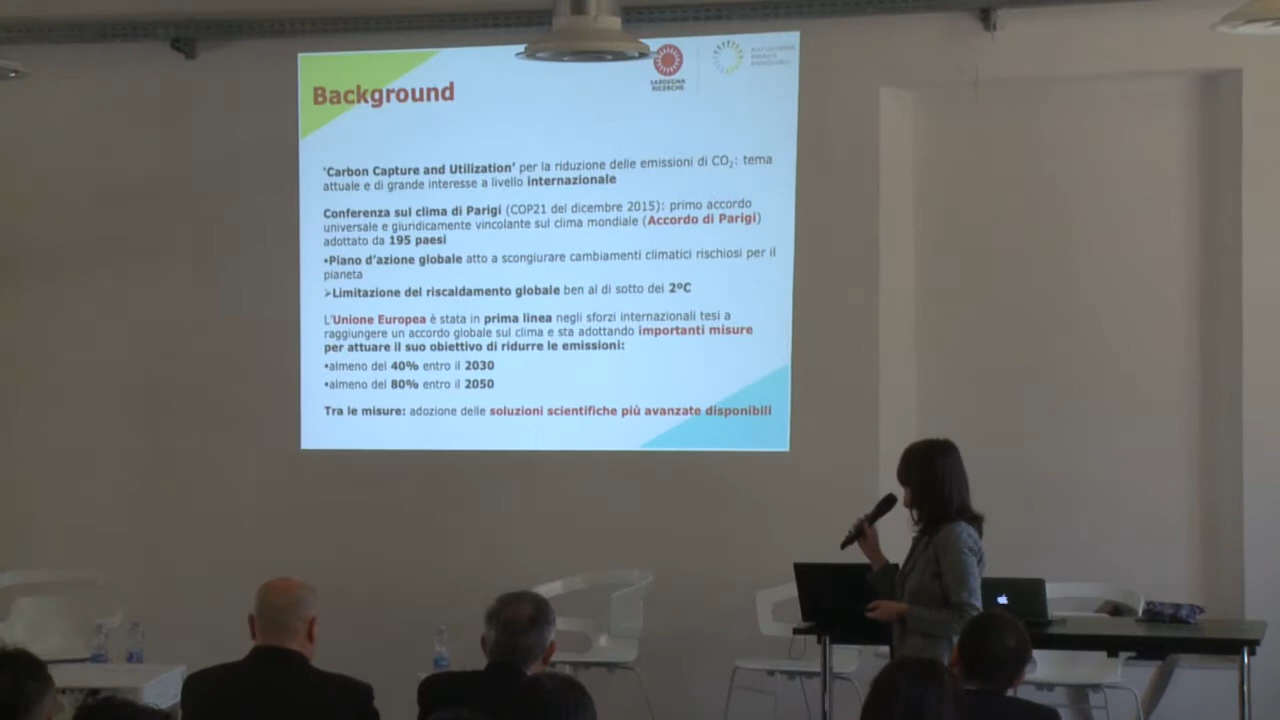 Background
SARDEGNA
RICERCHE
PIATTAFORMA
ENERGIE
RINNOVABILI
'Carbon Capture and Utilization' per la riduzione delle emissioni di CO₂: tema
attuale e di grande interesse a livello internazionale
Conferenza sul clima di Parigi (COP21 del dicembre 2015): primo accordo
universale e giuridicamente vincolante sul clima mondiale (Accordo di Parigi)
adottato da 195 paesi
•Piano d'azione globale atto a scongiurare cambiamenti climatici rischiosi per il
pianeta
➢Limitazione del riscaldamento globale ben al di sotto dei 2ºC
L'Unione Europea è stata in prima linea negli sforzi internazionali tesi a
raggiungere un accordo globale sul clima e sta adottando importanti misure
per attuare il suo obiettivo di ridurre le emissioni:
•almeno del 40% entro il 2030
•almeno del 80% entro il 2050
Tra le misure: adozione delle soluzioni scientifiche più avanzate disponibili